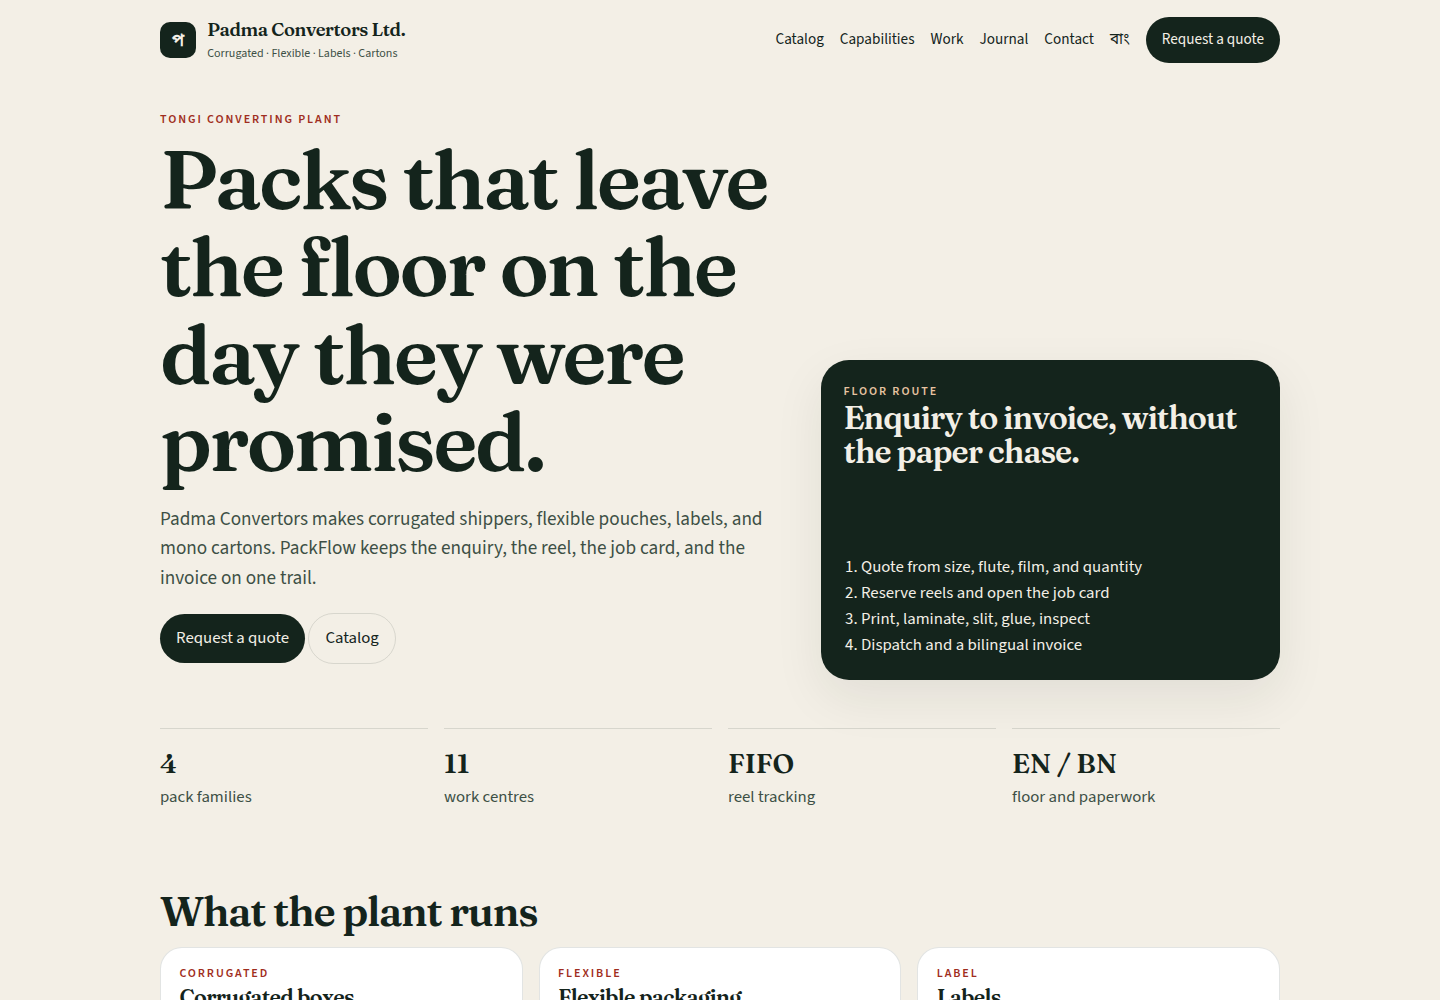 প
Padma Convertors Ltd.
Corrugated · Flexible · Labels · Cartons
Catalog Capabilities Work Journal Contact বাং Request a quote
TONGI CONVERTING PLANT
Packs that leave
the floor on the
day they were
promised.
Padma Convertors makes corrugated shippers, flexible pouches, labels, and
mono cartons. PackFlow keeps the enquiry, the reel, the job card, and the
invoice on one trail.
Request a quote Catalog
FLOOR ROUTE
Enquiry to invoice, without
the paper chase.
1. Quote from size, flute, film, and quantity
2. Reserve reels and open the job card
3. Print, laminate, slit, glue, inspect
4. Dispatch and a bilingual invoice
4
pack families
11
work centres
FIFO
reel tracking
EN / BN
floor and paperwork
What the plant runs
CORRUGATED
Corrugated boxes
FLEXIBLE
Flexible packaging
LABEL
Labels